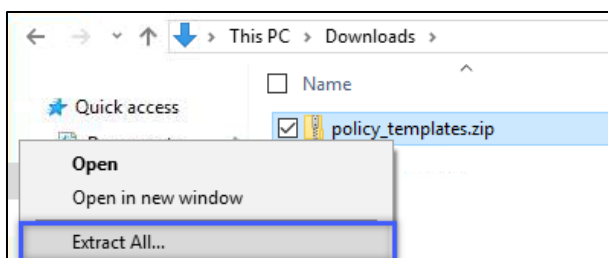 This PC > Downloads >
Name
Quick access
policy_templates.zip
Open
Open in new window
Extract All...